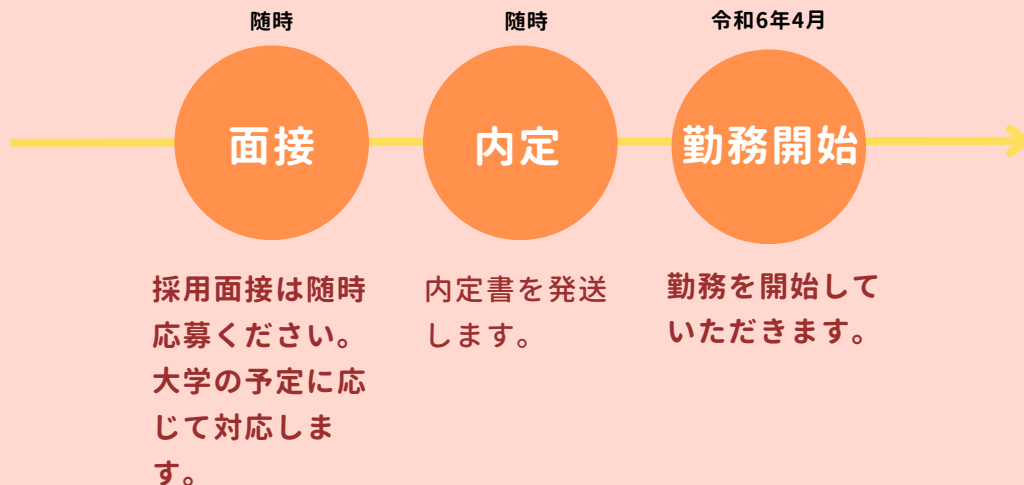 随時
面接
採用面接は随時
応募ください。
大学の予定に応
じて対応しま
す。
随時
内定
内定書を発送
します。
令和6年4月
勤務開始
勤務を開始して
いただきます。